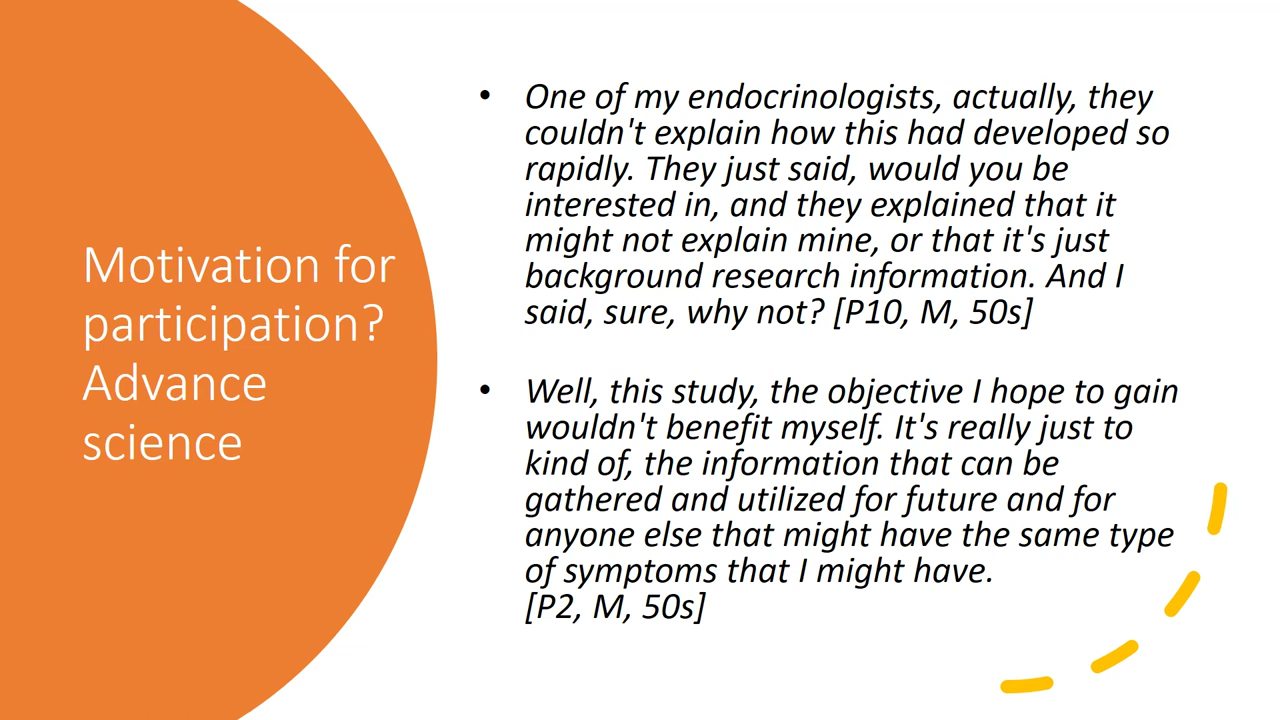 Motivation for
participation?
Advance
science
• One of my endocrinologists, actually, they
couldn't explain how this had developed so
rapidly. They just said, would you be
interested in, and they explained that it
might not explain mine, or that it's just
background research information. And I
said, sure, why not? [P10, M, 50s]
• Well, this study, the objective I hope to gain
wouldn't benefit myself. It's really just to
kind of, the information that can be
gathered and utilized for future and for
anyone else that might have the same type
of symptoms that I might have.
[P2, M, 50s]